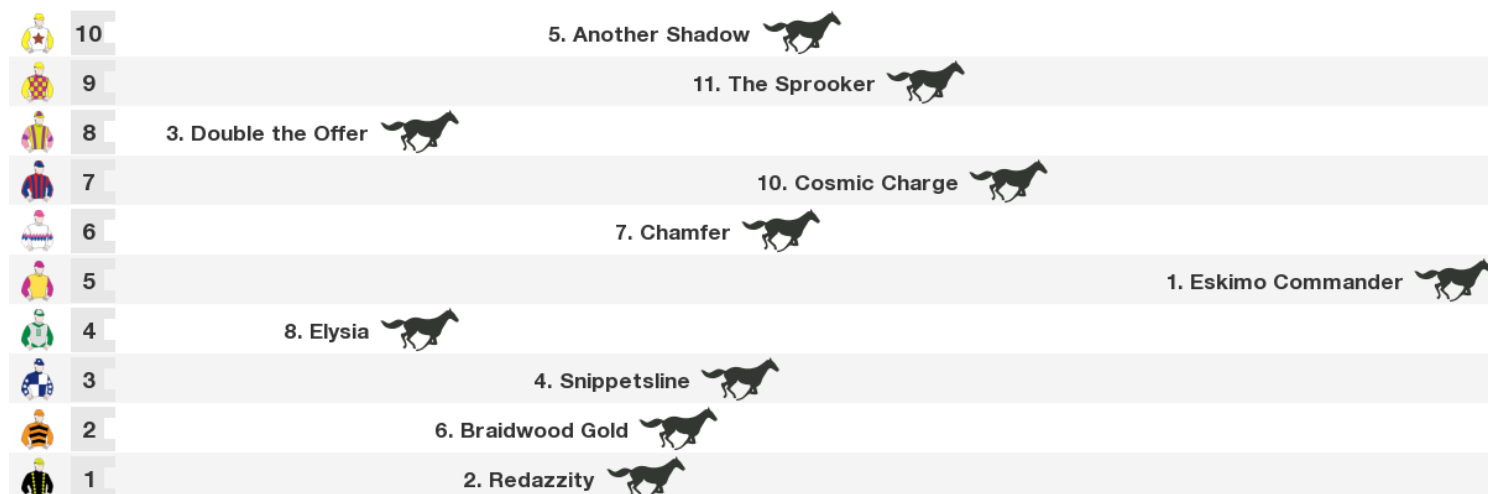 10 5. Another Shadow
9 11. The Sprooker
8 3. Double the Offer
7 10. Cosmic Charge
6 7. Chamfer
5 1. Eskimo Commander
4 8. Elysia
3 4. Snippetsline
2 6. Braidwood Gold
1 2. Redazzity